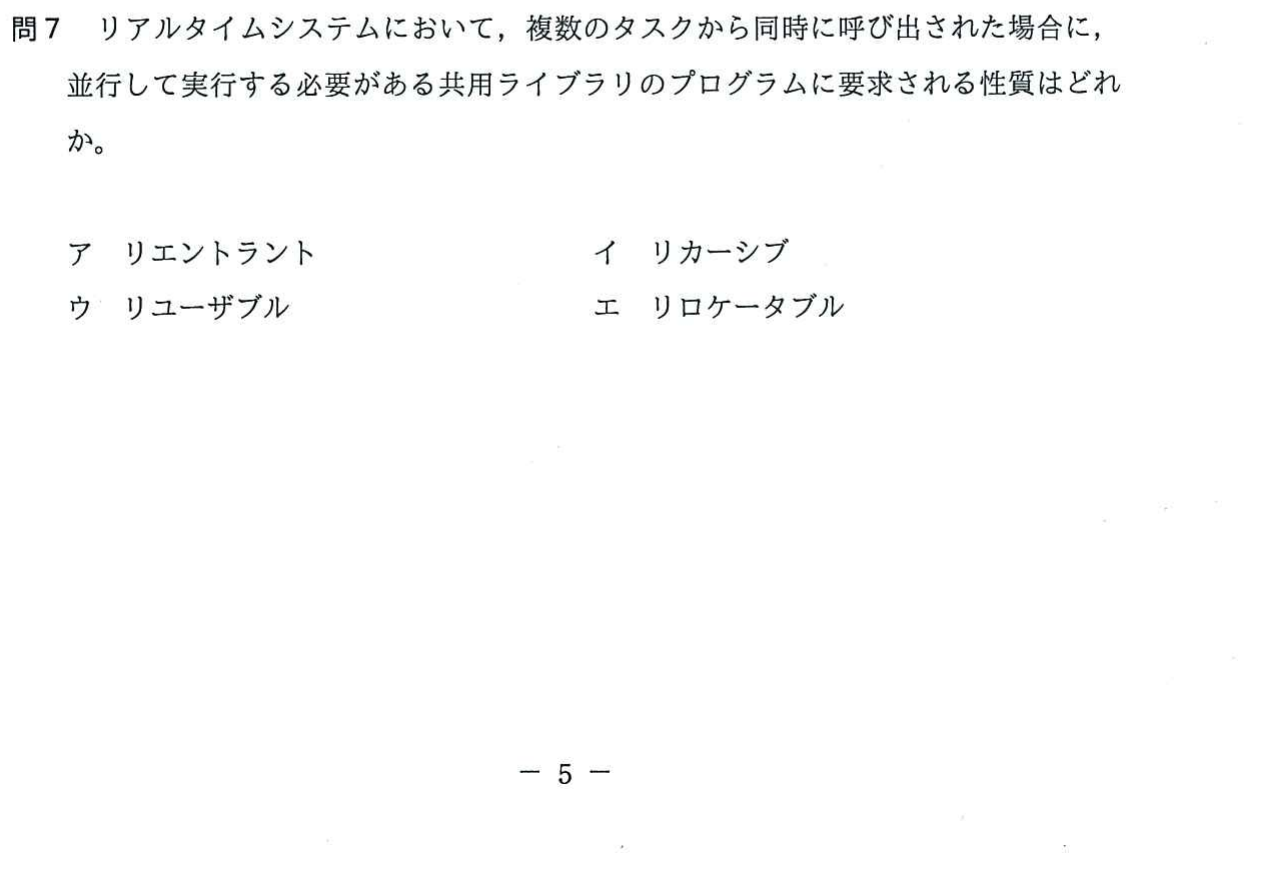 問7 リアルタイムシステムにおいて，複数のタスクから同時に呼び出された場合に，
並行して実行する必要がある共用ライブラリのプログラムに要求される性質はどれ
か。
ア リエントラント イ リカーシブ
ウ リユーザブル エ リロケータブル
－ 5 －